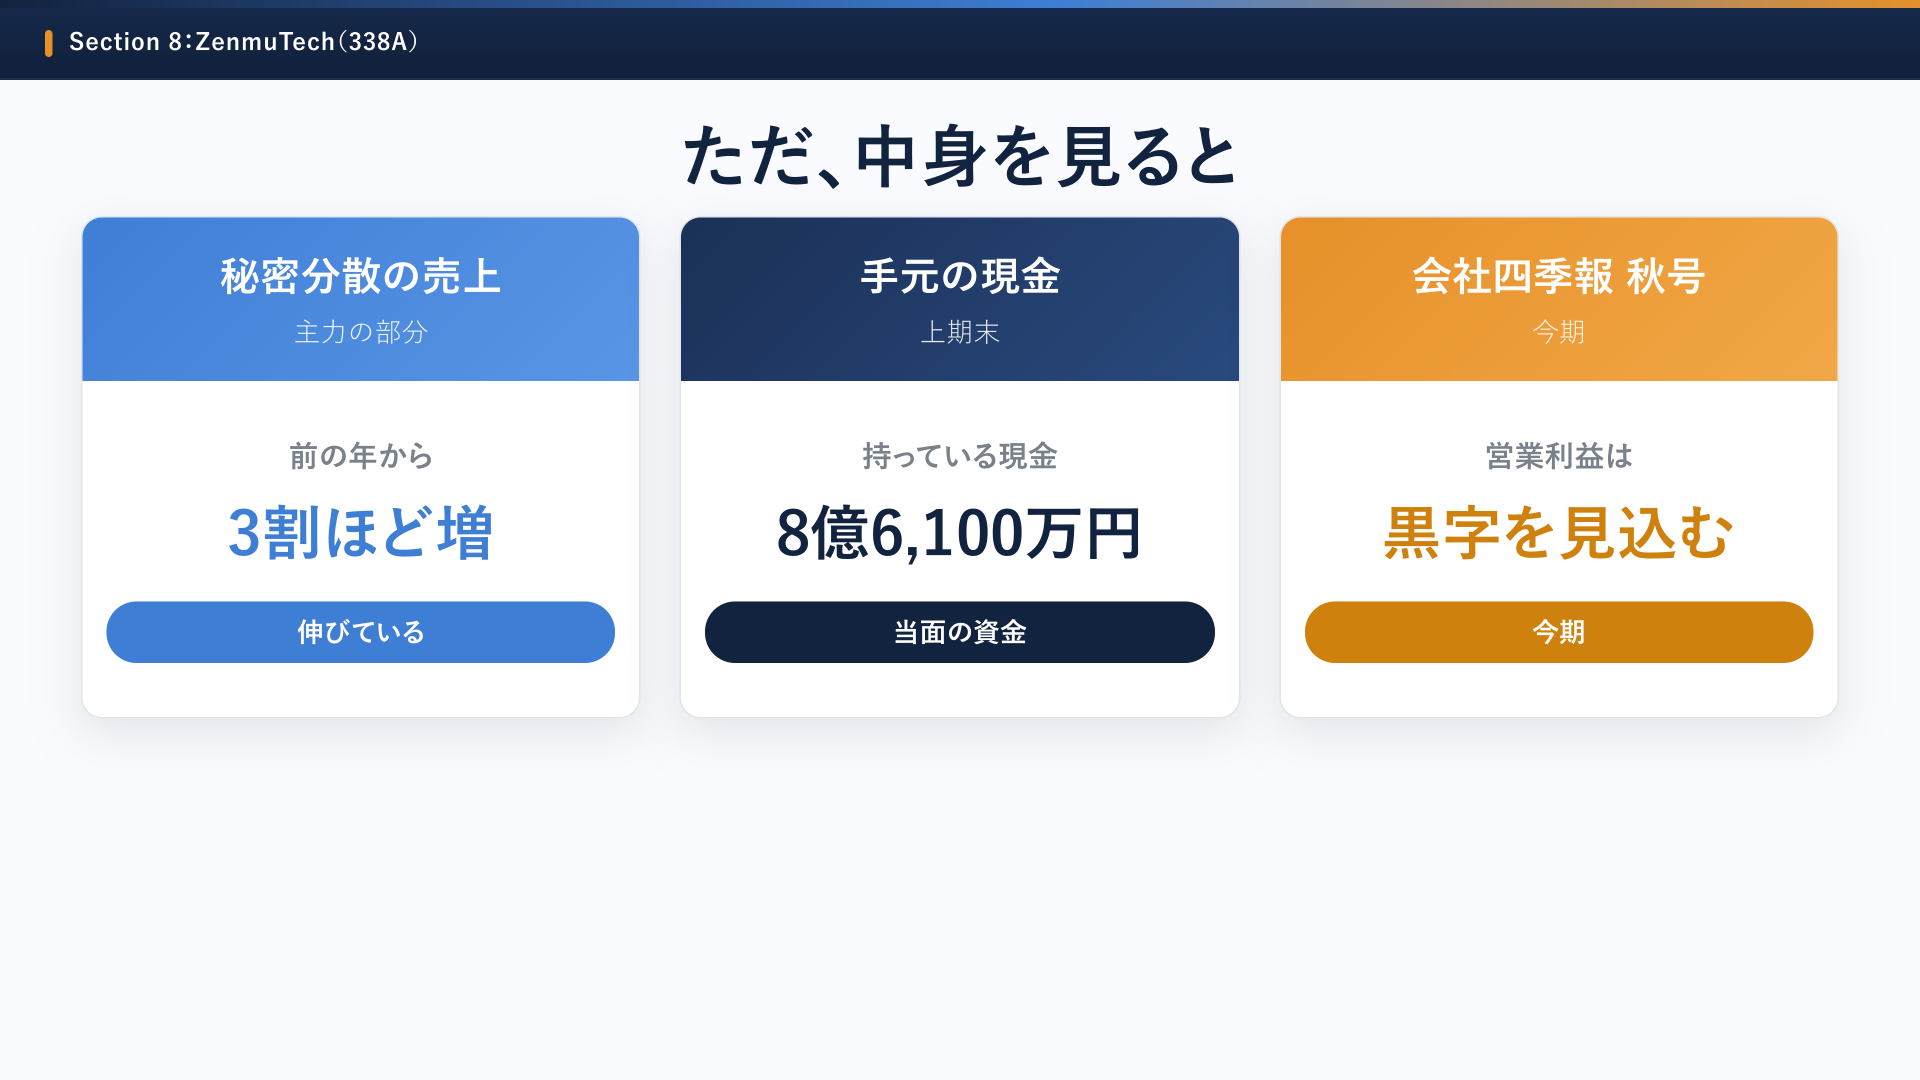 Section 8：ZenmuTech（338A）
ただ、中身を見ると
秘密分散の売上
主力の部分
前の年から
3割ほど増
伸びている
手元の現金
上期末
持っている現金
8億6,100万円
当面の資金
会社四季報 秋号
今期
営業利益は
黒字を見込む
今期